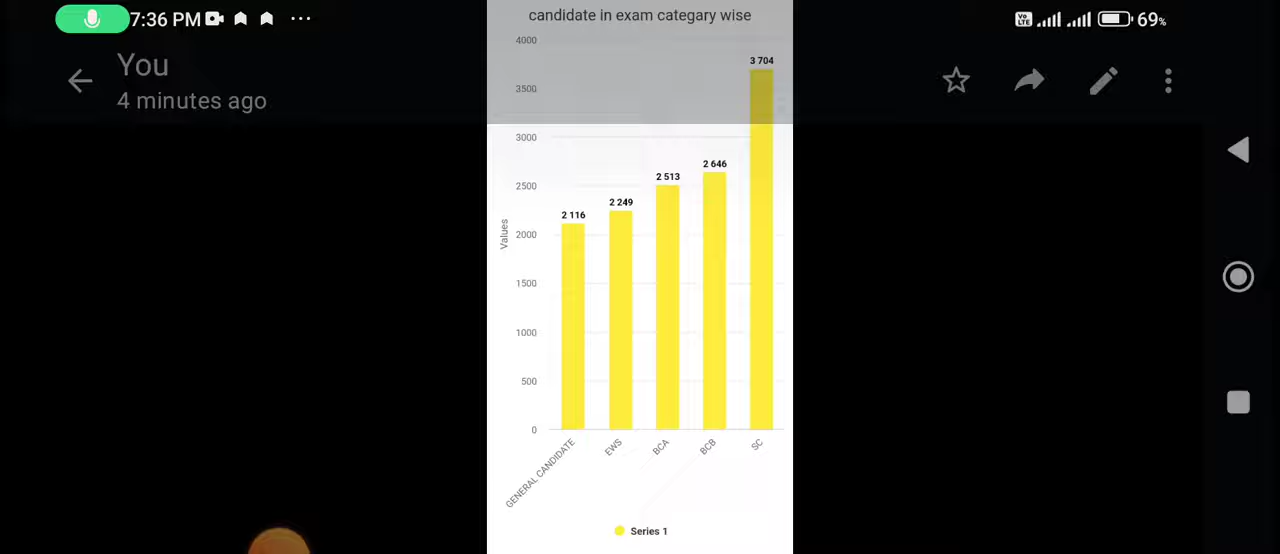 7:36 PM
Vo LTE
69%
You
4 minutes ago
candidate in exam categary wise
4000
3500
3000
2500
2000
1500
1000
500
0
Values
3 704
2 646
2 513
2 249
2 116
GENERAL CANDIDATE
EWS
BCA
BCB
SC
Series 1